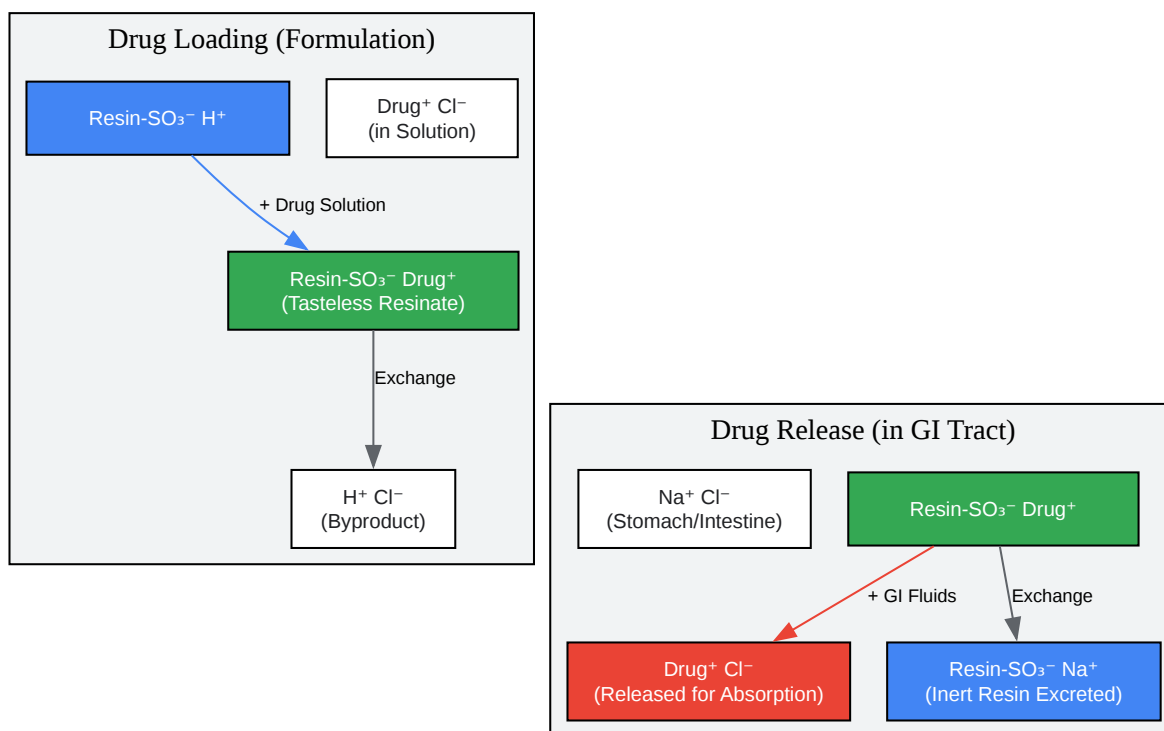 Drug Loading (Formulation)
Resin-SO₃⁻ H⁺
Drug⁺ Cl⁻
(in Solution)
+ Drug Solution
Resin-SO₃⁻ Drug⁺
(Tasteless Resinate)
Exchange
H⁺ Cl⁻
(Byproduct)
Drug Release (in GI Tract)
Na⁺ Cl⁻
(Stomach/Intestine)
Resin-SO₃⁻ Drug⁺
+ GI Fluids
Exchange
Drug⁺ Cl⁻
(Released for Absorption)
Resin-SO₃⁻ Na⁺
(Inert Resin Excreted)